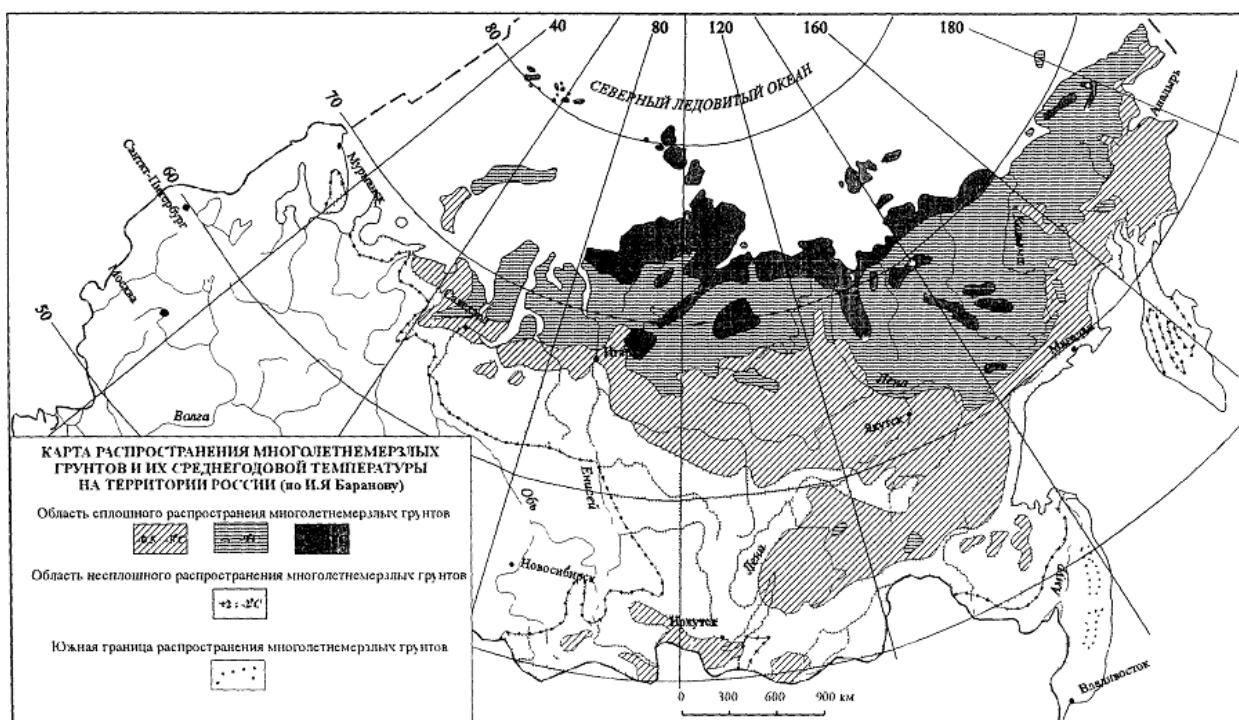 40
80
120
160
180
80
СЕВЕРНЫЙ ЛЕДОВИТЫЙ ОКЕАН
Анадырь
70
Мурманск
Санкт-Петербург
60
Москва
50
Колыма
Магадан
Лена
Якутск
Волга
Енисей
Обь
Лена
Новосибирск
Амур
Владивосток
0 300 600 900 км
КАРТА РАСПРОСТРАНЕНИЯ МНОГОЛЕТНЕМЕРЗЛЫХ
ГРУНТОВ И ИХ СРЕДНЕГОДОВОЙ ТЕМПЕРАТУРЫ
НА ТЕРРИТОРИИ РОССИИ (по И.Я Баранову)
Область сплошного распространения многолетнемерзлых грунтов
Область несплошного распространения многолетнемерзлых грунтов
+2 : -2°C
Южная граница распространения многолетнемерзлых грунтов